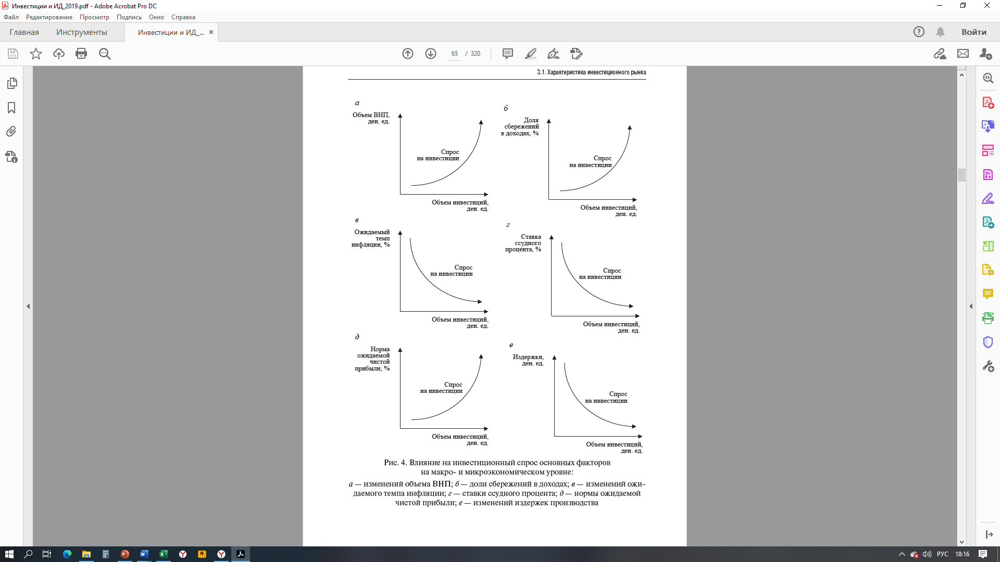 Инвестиции и ИД_2019.pdf - Adobe Acrobat Pro DC
Файл Редактирование Просмотр Подпись Окно Справка
Главная Инструменты Инвестиции и ИД_... × Войти
65 / 320
3.1. Характеристика инвестиционного рынка
а
Объем ВНП,
ден. ед.
Спрос
на инвестиции
Объем инвестиций,
ден. ед.
б
Доля
сбережений
в доходах, %
Спрос
на инвестиции
Объем инвестиций,
ден. ед.
в
Ожидаемый
темп
инфляции, %
Спрос
на инвестиции
Объем инвестиций,
ден. ед.
г
Ставка
ссудного
процента, %
Спрос
на инвестиции
Объем инвестиций,
ден. ед.
д
Норма
ожидаемой
чистой
прибыли, %
Спрос
на инвестиции
Объем инвестиций,
ден. ед.
е
Издержки,
ден. ед.
Спрос
на инвестиции
Объем инвестиций,
ден. ед.
Рис. 4. Влияние на инвестиционный спрос основных факторов
на макро- и микроэкономическом уровне:
а — изменений объема ВНП; б — доли сбережений в доходах; в — изменений ожи-
даемого темпа инфляции; г — ставки ссудного процента; д — нормы ожидаемой
чистой прибыли; е — изменений издержек производства
РУС 18:16